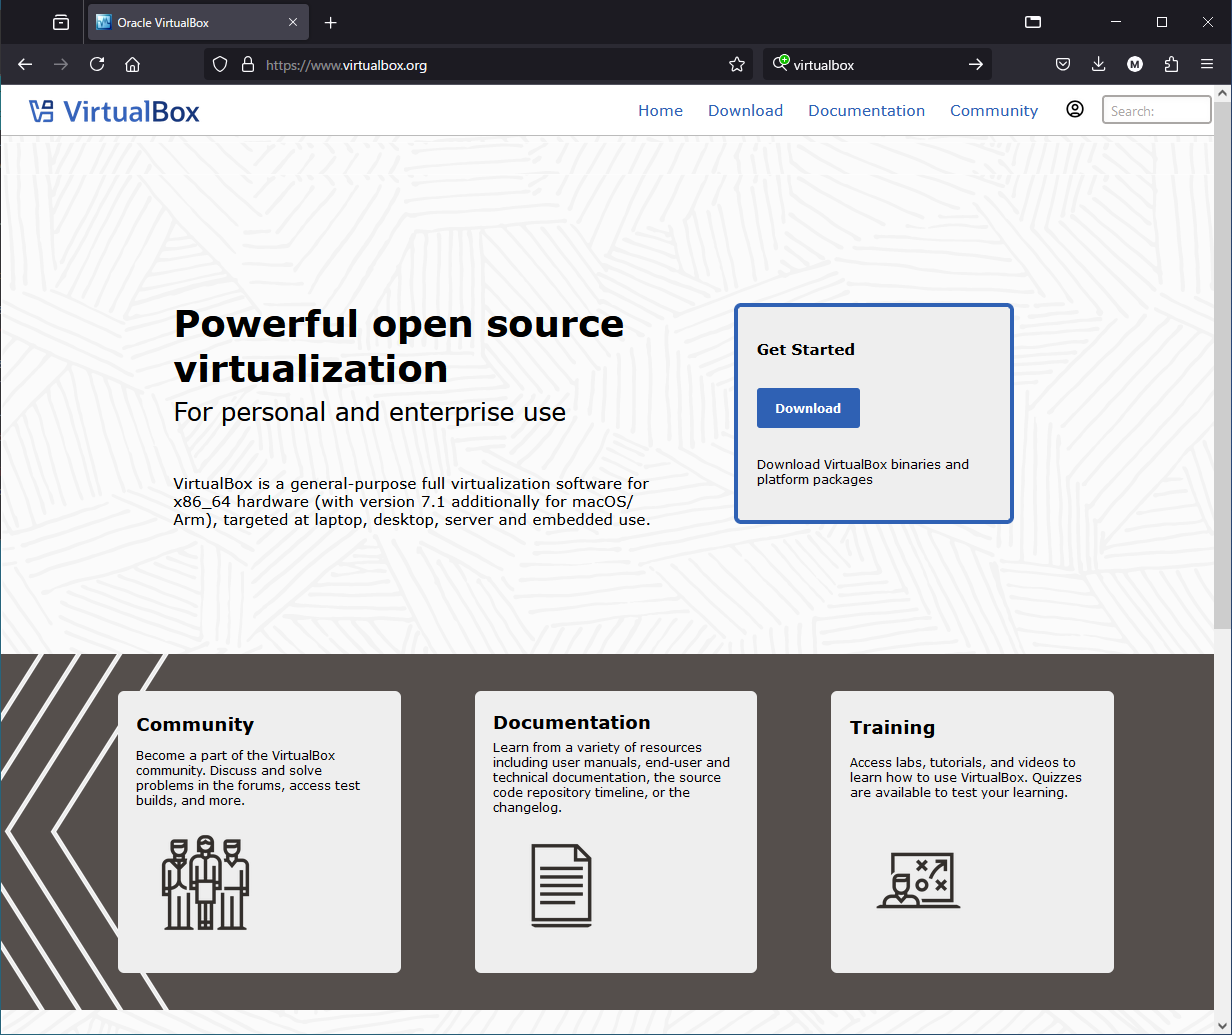 Oracle VirtualBox
https://www.virtualbox.org
virtualbox
M
VirtualBox
Home
Download
Documentation
Community
Search:
Powerful open source
virtualization
For personal and enterprise use
VirtualBox is a general-purpose full virtualization software for
x86_64 hardware (with version 7.1 additionally for macOS/
Arm), targeted at laptop, desktop, server and embedded use.
Get Started
Download
Download VirtualBox binaries and
platform packages
Community
Become a part of the VirtualBox
community. Discuss and solve
problems in the forums, access test
builds, and more.
Documentation
Learn from a variety of resources
including user manuals, end-user and
technical documentation, the source
code repository timeline, or the
changelog.
Training
Access labs, tutorials, and videos to
learn how to use VirtualBox. Quizzes
are available to test your learning.